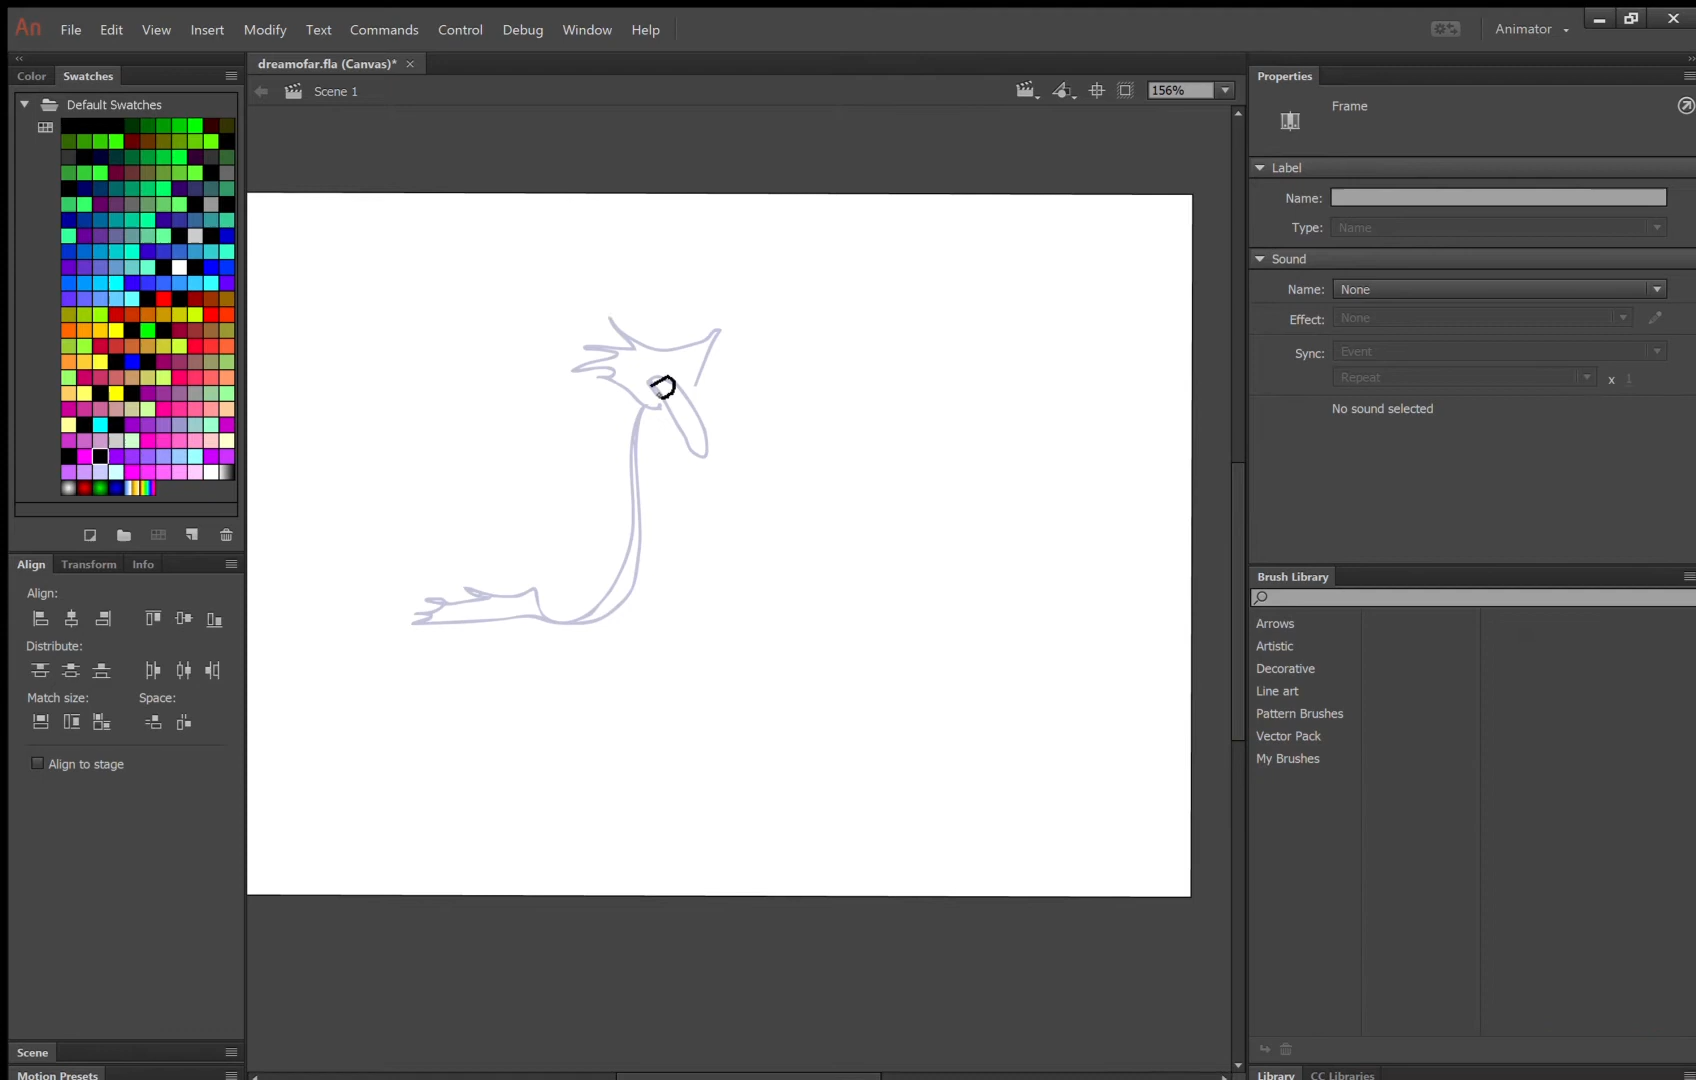 An File Edit View Insert Modify Text Commands Control Debug Window Help Animator
Color Swatches
dreamofar.fla (Canvas)*
Properties
Scene 1
156%
Default Swatches
Frame
Label
Name:
Type: Name
Sound
Name: None
Effect: None
Sync: Event
Repeat x 1
No sound selected
Align Transform Info
Align:
Distribute:
Match size: Space:
Align to stage
Brush Library
Arrows
Artistic
Decorative
Line art
Pattern Brushes
Vector Pack
My Brushes
Scene
Motion Presets
Library CC Libraries